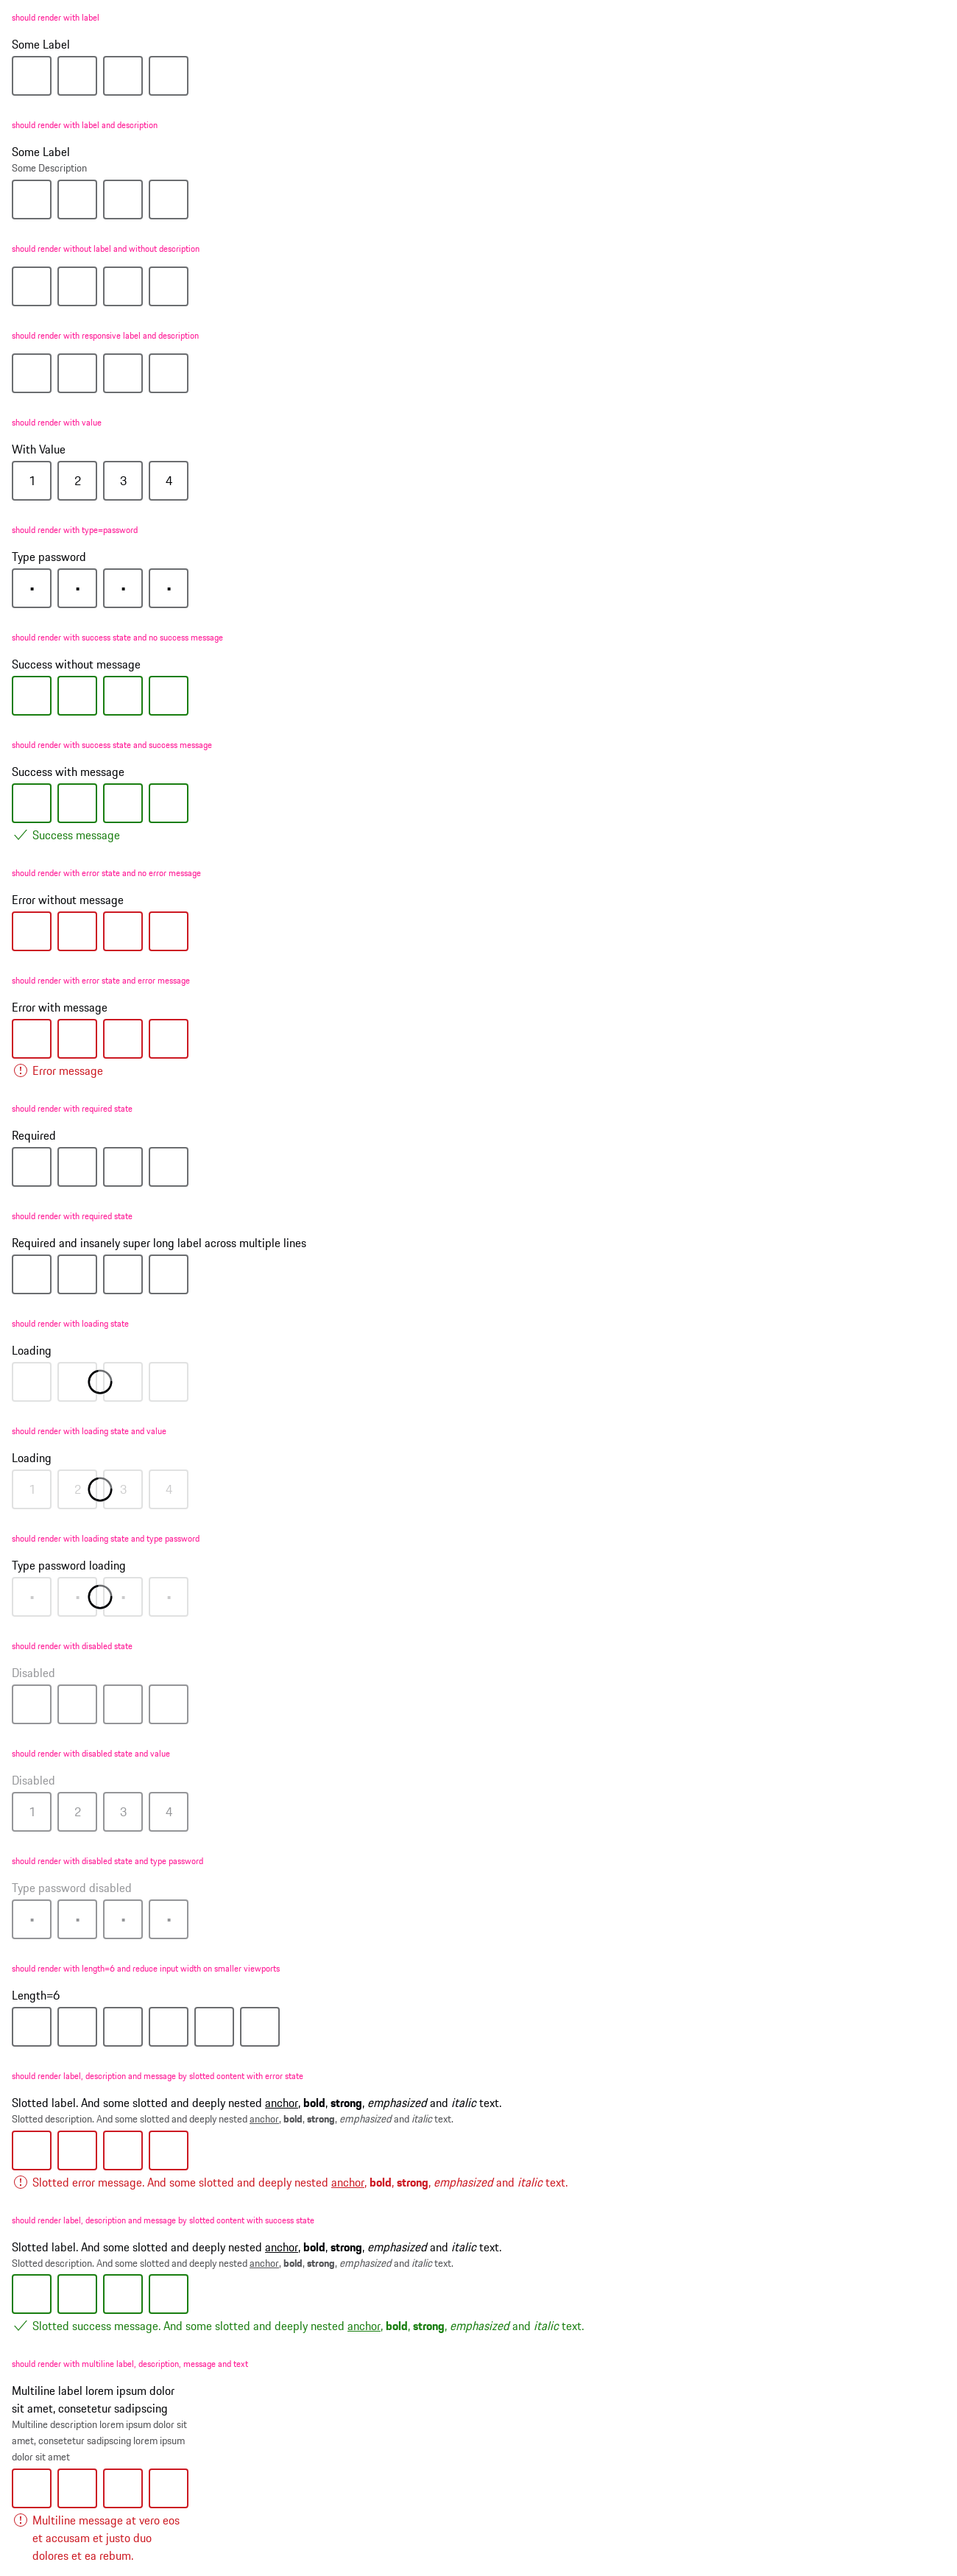 should render with label
Some Label
should render with label and description
Some Label
Some Description
should render without label and without description
should render with responsive label and description
should render with value
With Value
1 2 3 4
should render with type=password
Type password
should render with success state and no success message
Success without message
should render with success state and success message
Success with message
Success message
should render with error state and no error message
Error without message
should render with error state and error message
Error with message
Error message
should render with required state
Required
should render with required state
Required and insanely super long label across multiple lines
should render with loading state
Loading
should render with loading state and value
Loading
1 2 3 4
should render with loading state and type password
Type password loading
should render with disabled state
Disabled
should render with disabled state and value
Disabled
1 2 3 4
should render with disabled state and type password
Type password disabled
should render with length=6 and reduce input width on smaller viewports
Length=6
should render label, description and message by slotted content with error state
Slotted label. And some slotted and deeply nested anchor, bold, strong, emphasized and italic text.
Slotted description. And some slotted and deeply nested anchor, bold, strong, emphasized and italic text.
Slotted error message. And some slotted and deeply nested anchor, bold, strong, emphasized and italic text.
should render label, description and message by slotted content with success state
Slotted label. And some slotted and deeply nested anchor, bold, strong, emphasized and italic text.
Slotted description. And some slotted and deeply nested anchor, bold, strong, emphasized and italic text.
Slotted success message. And some slotted and deeply nested anchor, bold, strong, emphasized and italic text.
should render with multiline label, description, message and text
Multiline label lorem ipsum dolor
sit amet, consetetur sadipscing
Multiline description lorem ipsum dolor sit
amet, consetetur sadipscing lorem ipsum
dolor sit amet
Multiline message at vero eos
et accusam et justo duo
dolores et ea rebum.